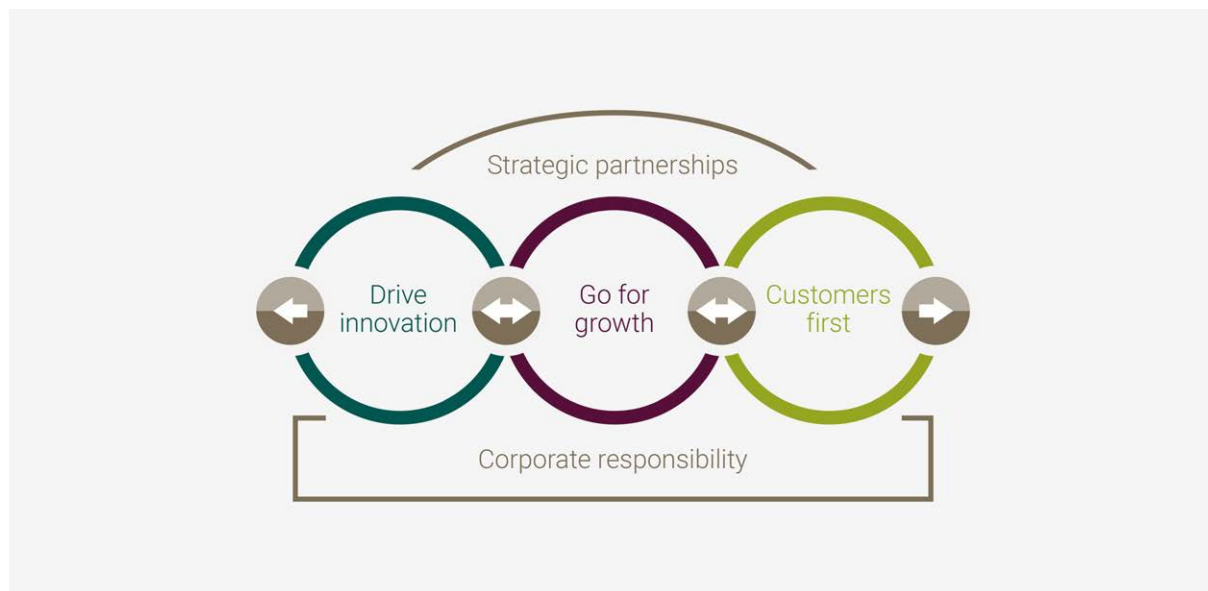 Strategic partnerships
Drive
innovation
Go for
growth
Customers
first
Corporate responsibility